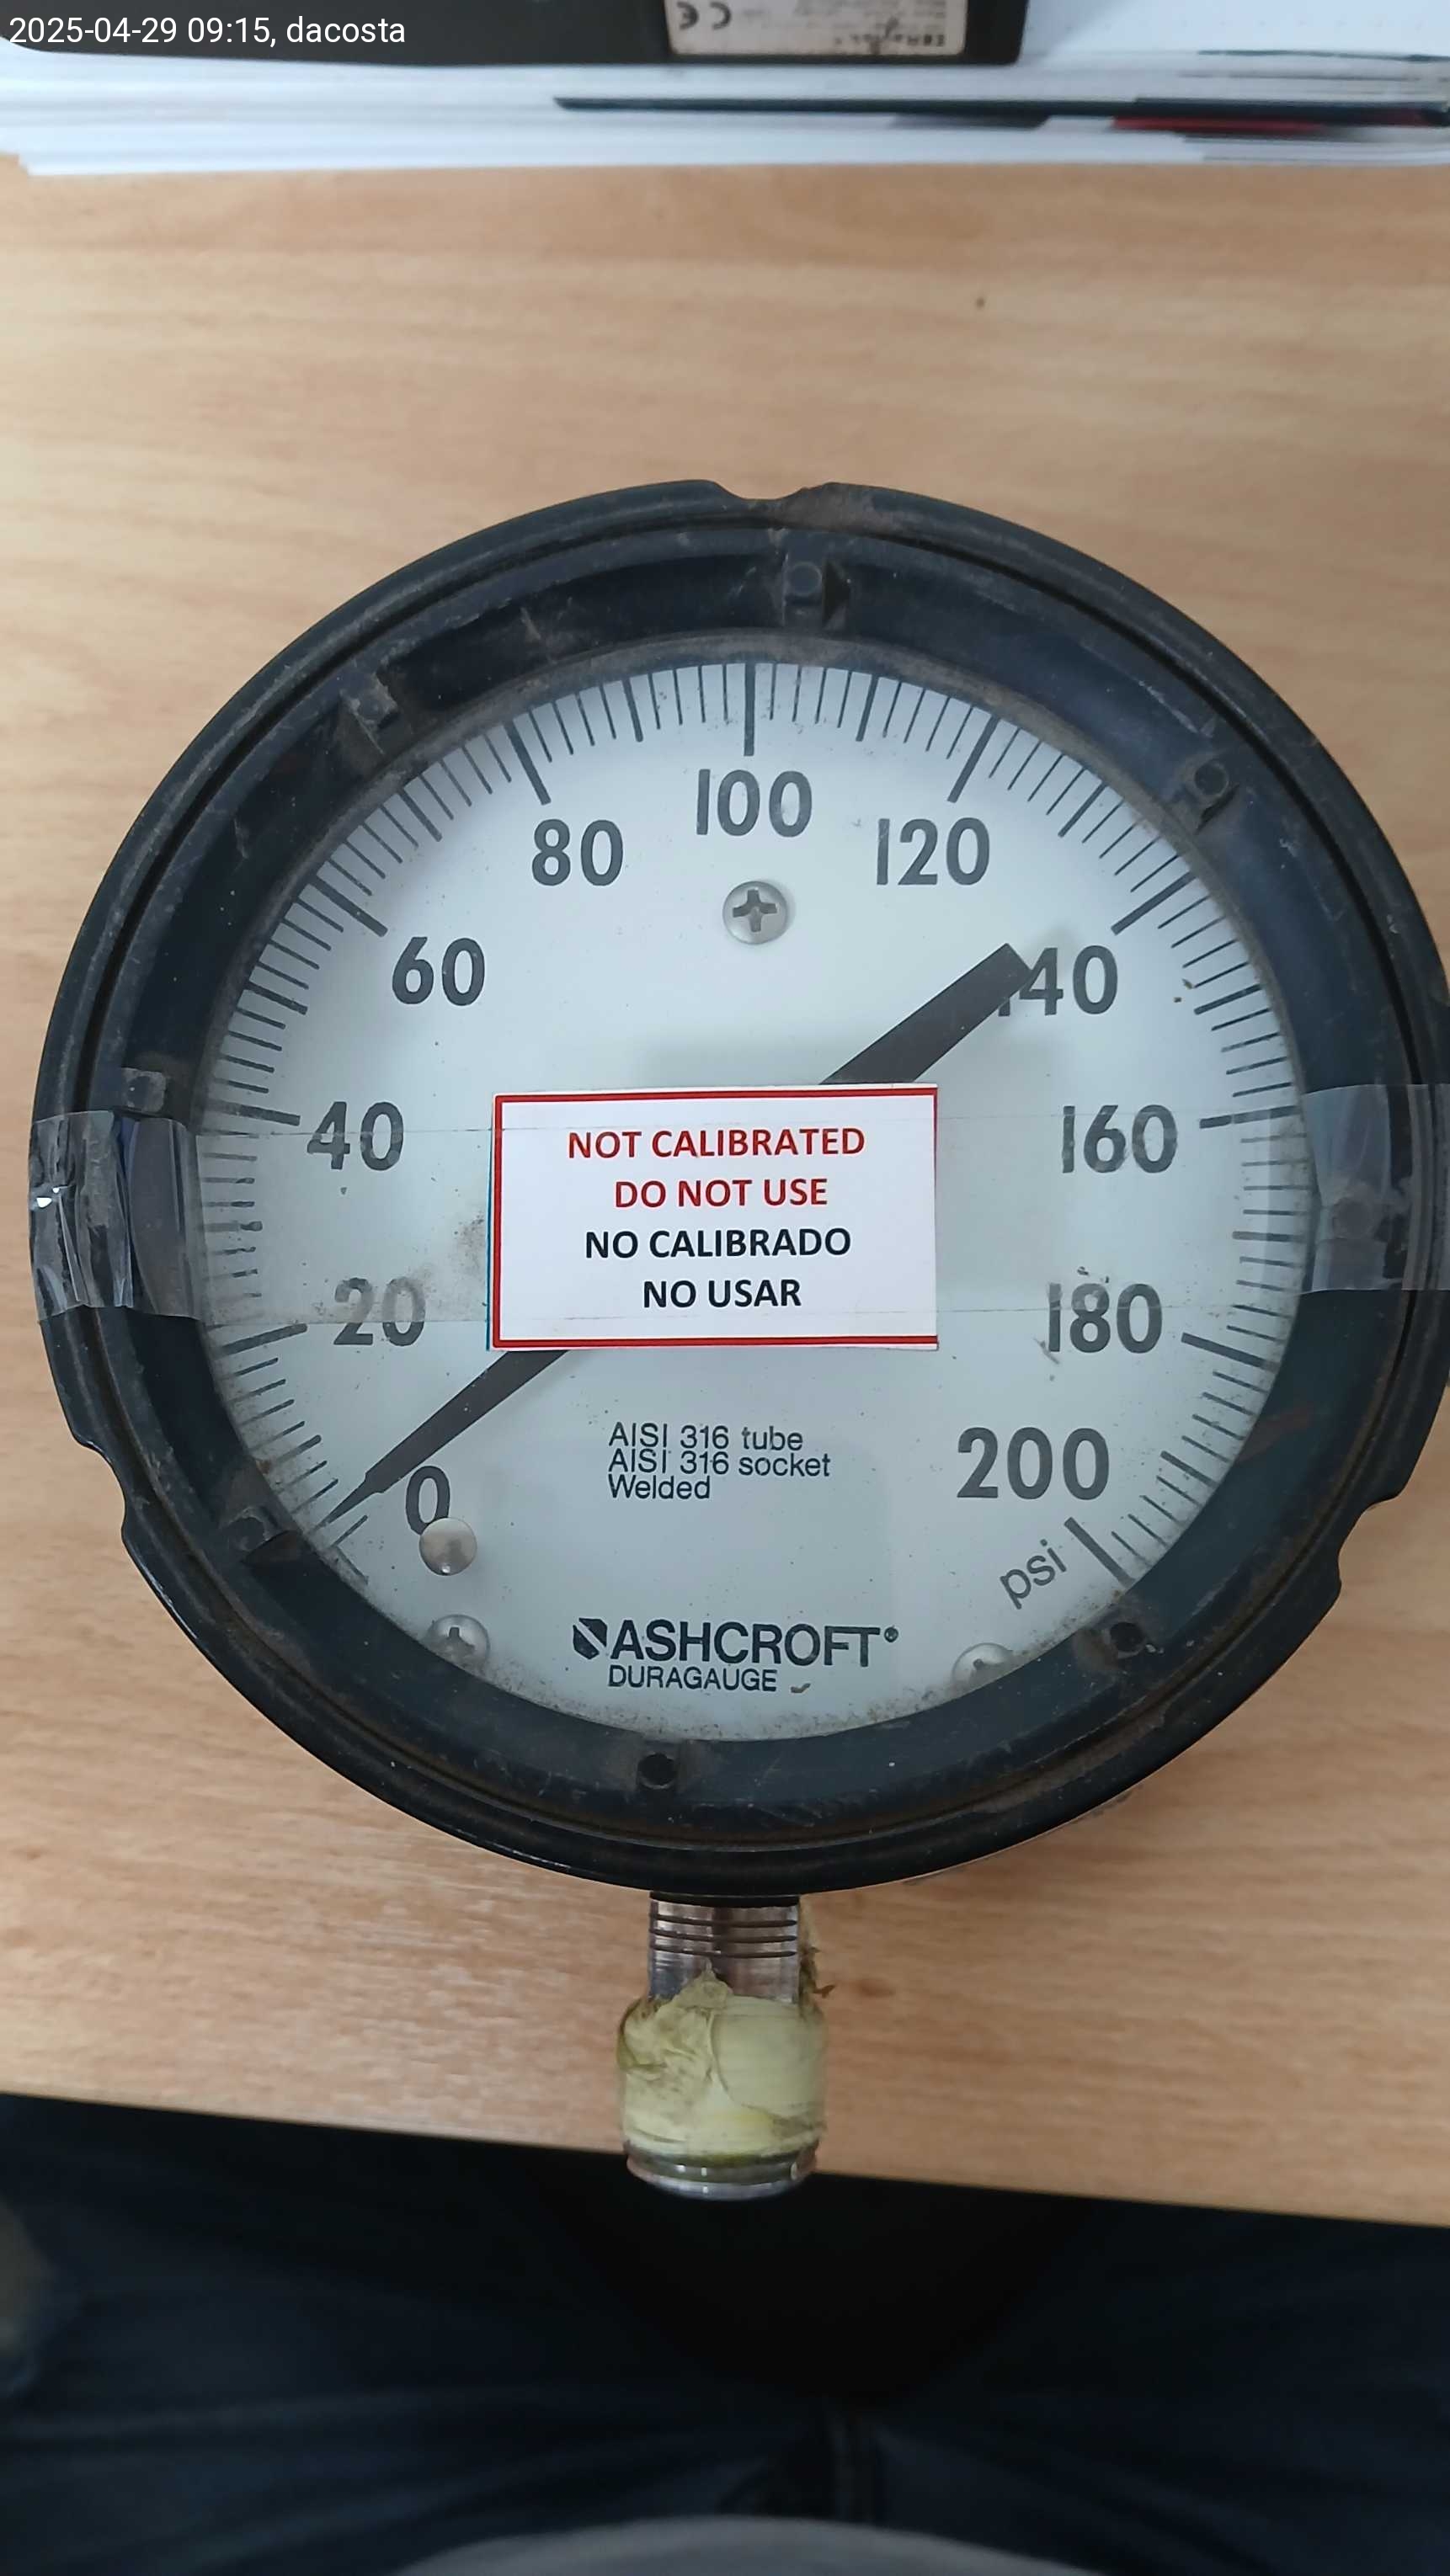 2025-04-29 09:15, dacosta
100
80
120
60
140
40
160
20
180
0
200
NOT CALIBRATED
DO NOT USE
NO CALIBRADO
NO USAR
AISI 316 tube
AISI 316 socket
Welded
psi
ASHCROFT®
DURAGAUGE